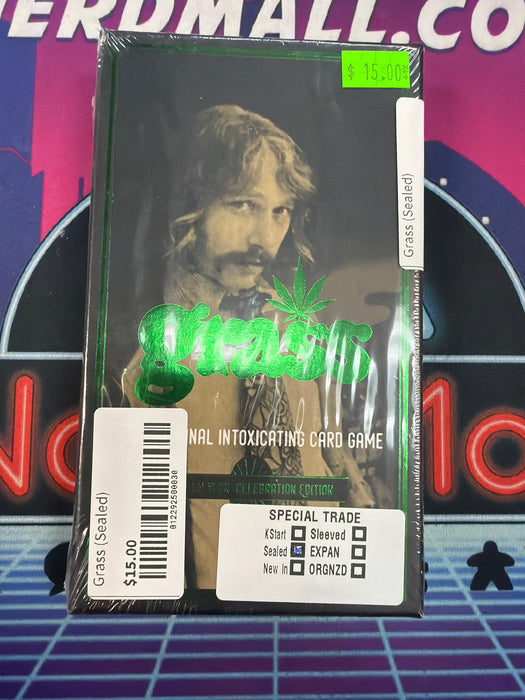 NERDMALL.CO
$ 15.00
Grass (Sealed)
grass
NAL INTOXICATING CARD GAME
CELEBRATION EDITION
Grass (Sealed)
$15.00
012292500030
SPECIAL TRADE
KStart Sleeved
Sealed EXPAN
New In ORGNZD